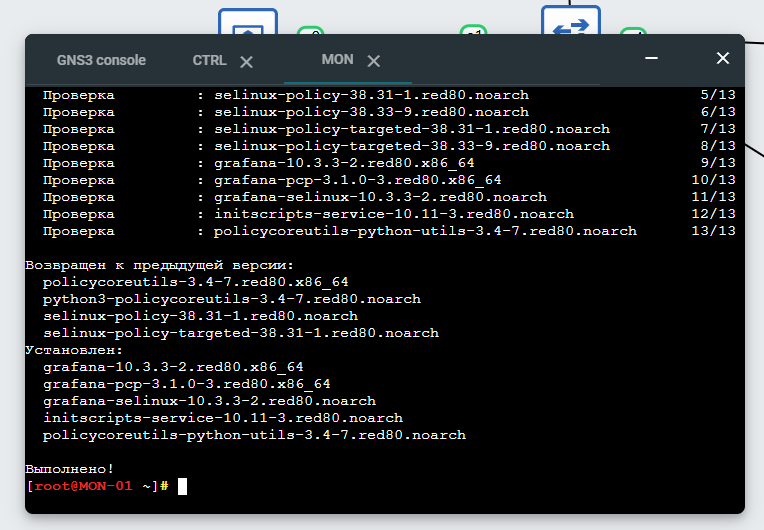 GNS3 console CTRL MON
Проверка : selinux-policy-38.31-1.red80.noarch 5/13
Проверка : selinux-policy-38.33-9.red80.noarch 6/13
Проверка : selinux-policy-targeted-38.31-1.red80.noarch 7/13
Проверка : selinux-policy-targeted-38.33-9.red80.noarch 8/13
Проверка : grafana-10.3.3-2.red80.x86_64 9/13
Проверка : grafana-pcp-3.1.0-3.red80.x86_64 10/13
Проверка : grafana-selinux-10.3.3-2.red80.noarch 11/13
Проверка : initscripts-service-10.11-3.red80.noarch 12/13
Проверка : policycoreutils-python-utils-3.4-7.red80.noarch 13/13
Возвращен к предыдущей версии:
policycoreutils-3.4-7.red80.x86_64
python3-policycoreutils-3.4-7.red80.noarch
selinux-policy-38.31-1.red80.noarch
selinux-policy-targeted-38.31-1.red80.noarch
Установлен:
grafana-10.3.3-2.red80.x86_64
grafana-pcp-3.1.0-3.red80.x86_64
grafana-selinux-10.3.3-2.red80.noarch
initscripts-service-10.11-3.red80.noarch
policycoreutils-python-utils-3.4-7.red80.noarch
Выполнено!
[root@MON-01 ~]#